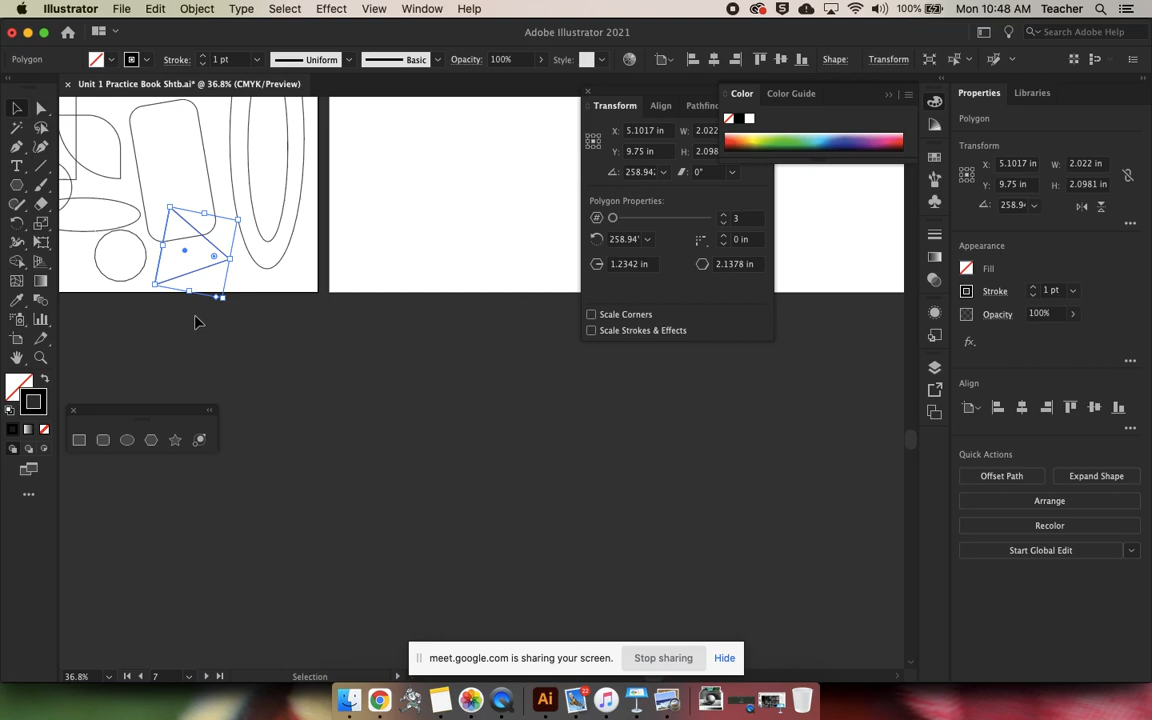 Illustrator File Edit Object Type Select Effect View Window Help 100% Mon 10:48 AM Teacher
Adobe Illustrator 2021
Search Adobe Help
Polygon Stroke: 1 pt Uniform Basic Opacity: 100% Style: Shape: Transform
× Unit 1 Practice Book Shtb.ai* @ 36.8% (CMYK/Preview)
Transform Align Pathfin
Color Color Guide
Properties Libraries
Polygon
X: 5.1017 in W: 2.022
Y: 9.75 in H: 2.098
258.94: 0°
Polygon Properties:
3
258.94° 0 in
1.2342 in 2.1378 in
Scale Corners
Scale Strokes & Effects
Transform
X: 5.1017 in W: 2.022 in
Y: 9.75 in H: 2.0981 in
258.9
Appearance
Fill
Stroke 1 pt
Opacity 100%
fx.
Align
Quick Actions
Offset Path Expand Shape
Arrange
Recolor
Start Global Edit
meet.google.com is sharing your screen. Stop sharing Hide
36.8% 7 Selection
Ai 22